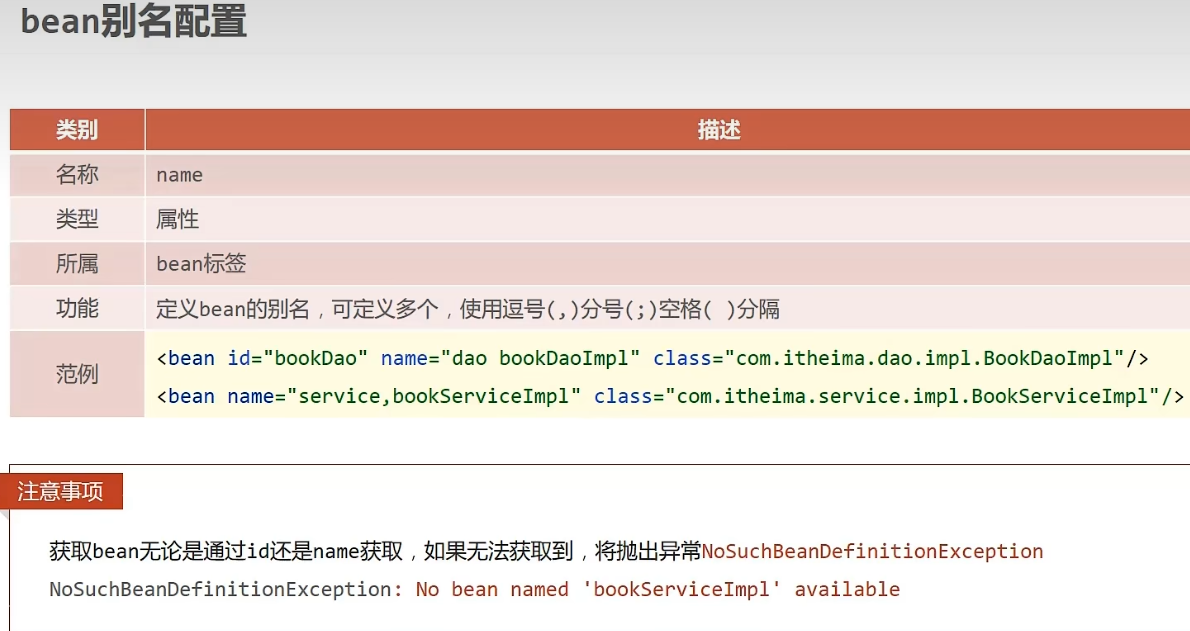 bean别名配置
类别 描述
名称 name
类型 属性
所属 bean标签
功能 定义bean的别名，可定义多个，使用逗号(,)分号(;)空格( )分隔
范例
<bean id="bookDao" name="dao bookDaoImpl" class="com.itheima.dao.impl.BookDaoImpl"/>
<bean name="service,bookServiceImpl" class="com.itheima.service.impl.BookServiceImpl"/>
注意事项
获取bean无论是通过id还是name获取，如果无法获取到，将抛出异常NoSuchBeanDefinitionException
NoSuchBeanDefinitionException: No bean named 'bookServiceImpl' available